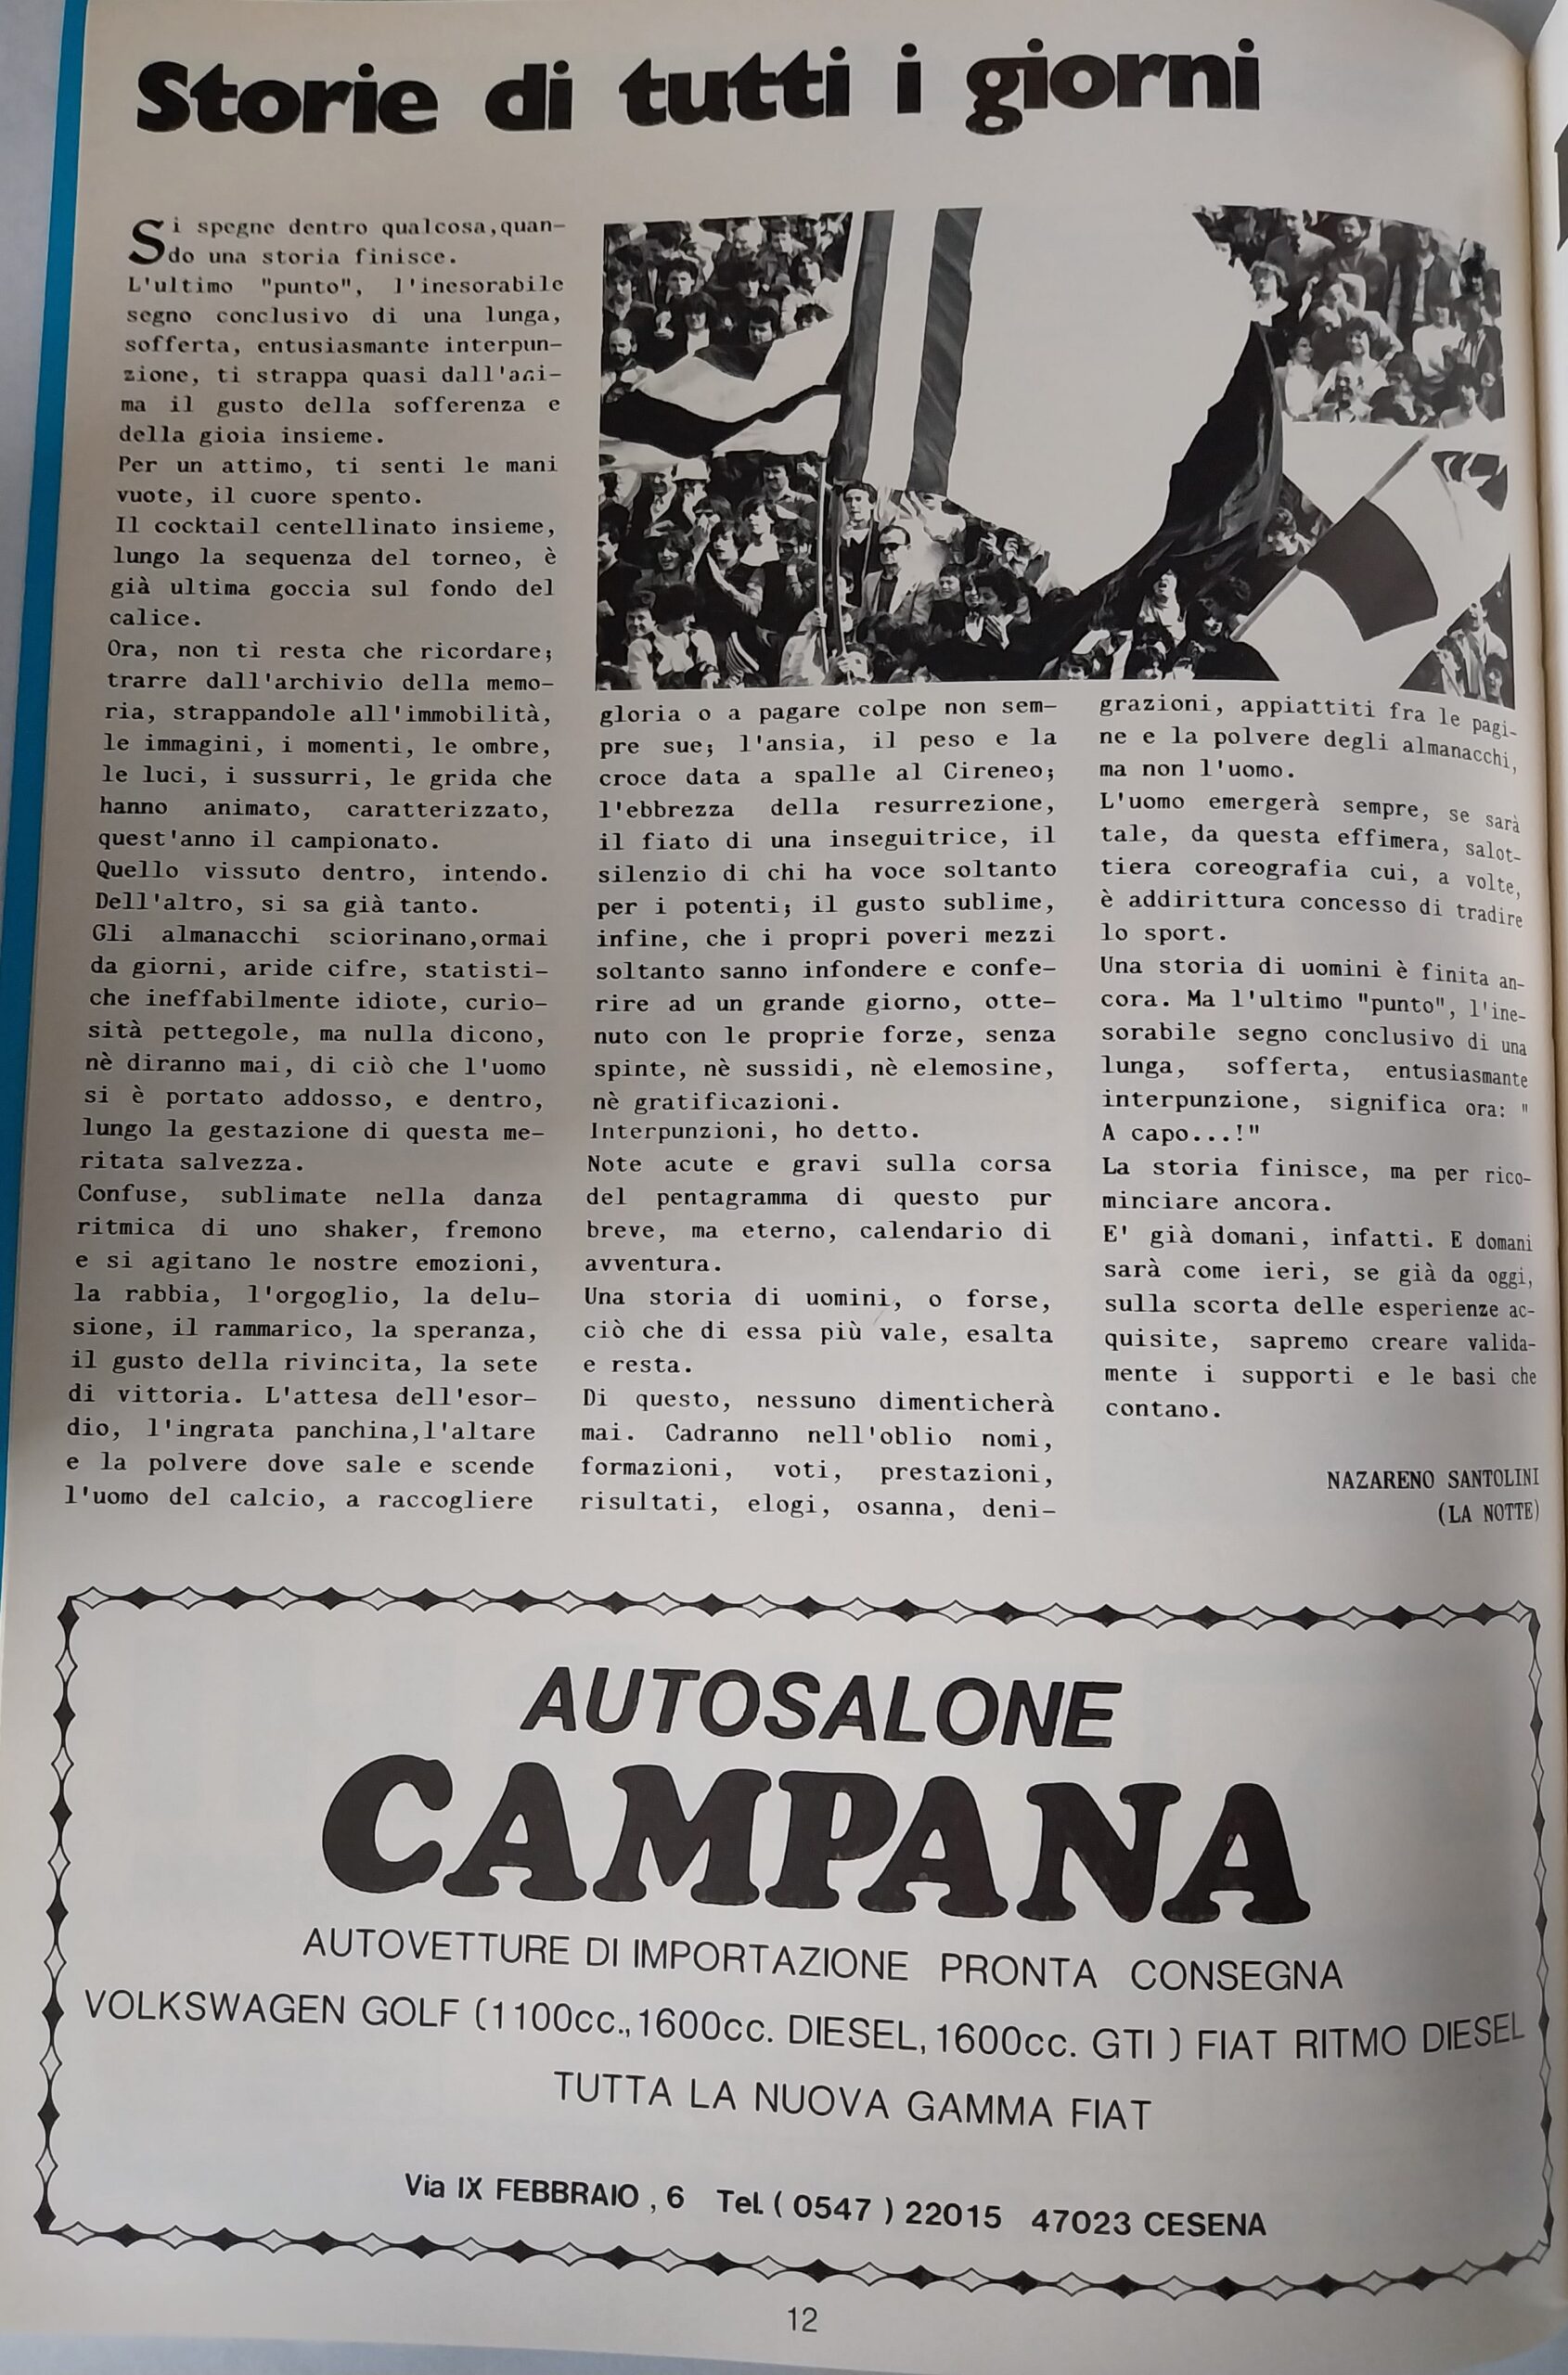 Storie di tutti i giorni
Si spegne dentro qualcosa,quan-
do una storia finisce.
L'ultimo "punto", l'inesorabile
segno conclusivo di una lunga,
sofferta, entusiasmante interpun-
zione, ti strappa quasi dall'ani-
ma il gusto della sofferenza e
della gioia insieme.
Per un attimo, ti senti le mani
vuote, il cuore spento.
Il cocktail centellinato insieme,
lungo la sequenza del torneo, è
già ultima goccia sul fondo del
calice.
Ora, non ti resta che ricordare;
trarre dall'archivio della memo-
ria, strappandole all'immobilità,
le immagini, i momenti, le ombre,
le luci, i sussurri, le grida che
hanno animato, caratterizzato,
quest'anno il campionato.
Quello vissuto dentro, intendo.
Dell'altro, si sa già tanto.
Gli almanacchi sciorinano,ormai
da giorni, aride cifre, statisti-
che ineffabilmente idiote, curio-
sità pettegole, ma nulla dicono,
nè diranno mai, di ciò che l'uomo
si è portato addosso, e dentro,
lungo la gestazione di questa me-
ritata salvezza.
Confuse, sublimate nella danza
ritmica di uno shaker, fremono
e si agitano le nostre emozioni,
la rabbia, l'orgoglio, la delu-
sione, il rammarico, la speranza,
il gusto della rivincita, la sete
di vittoria. L'attesa dell'esor-
dio, l'ingrata panchina,l'altare
e la polvere dove sale e scende
l'uomo del calcio, a raccogliere
gloria o a pagare colpe non sem-
pre sue; l'ansia, il peso e la
croce data a spalle al Cireneo;
l'ebbrezza della resurrezione,
il fiato di una inseguitrice, il
silenzio di chi ha voce soltanto
per i potenti; il gusto sublime,
infine, che i propri poveri mezzi
soltanto sanno infondere e confe-
rire ad un grande giorno, otte-
nuto con le proprie forze, senza
spinte, nè sussidi, nè elemosine,
nè gratificazioni.
Interpunzioni, ho detto.
Note acute e gravi sulla corsa
del pentagramma di questo pur
breve, ma eterno, calendario di
avventura.
Una storia di uomini, o forse,
ciò che di essa più vale, esalta
e resta.
Di questo, nessuno dimenticherà
mai. Cadranno nell'oblio nomi,
formazioni, voti, prestazioni,
risultati, elogi, osanna, deni-
grazioni, appiattiti fra le pagi-
ne e la polvere degli almanacchi,
ma non l'uomo.
L'uomo emergerà sempre, se sarà
tale, da questa effimera, salot-
tiera coreografia cui, a volte,
è addirittura concesso di tradire
lo sport.
Una storia di uomini è finita an-
cora. Ma l'ultimo "punto", l'ine-
sorabile segno conclusivo di una
lunga, sofferta, entusiasmante
interpunzione, significa ora: "
A capo...!"
La storia finisce, ma per rico-
minciare ancora.
E' già domani, infatti. E domani
sarà come ieri, se già da oggi,
sulla scorta delle esperienze ac-
quisite, sapremo creare valida-
mente i supporti e le basi che
contano.
NAZARENO SANTOLINI
(LA NOTTE)
AUTOSALONE
CAMPANA
AUTOVETTURE DI IMPORTAZIONE PRONTA CONSEGNA
VOLKSWAGEN GOLF (1100cc.,1600cc. DIESEL, 1600cc. GTI ) FIAT RITMO DIESEL
TUTTA LA NUOVA GAMMA FIAT
Via IX FEBBRAIO , 6 Tel. ( 0547 ) 22015 47023 CESENA
12